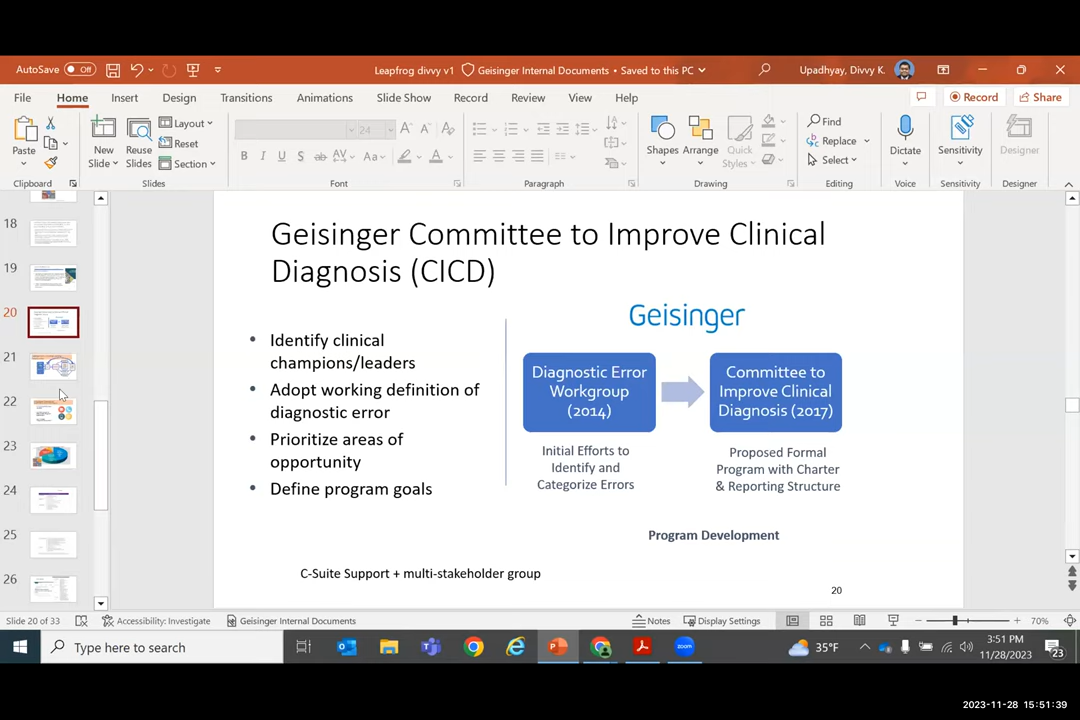 AutoSave Off
Leapfrog divvy v1
Geisinger Internal Documents • Saved to this PC
Upadhyay, Divvy K.
File Home Insert Design Transitions Animations Slide Show Record Review View Help
Record Share
Paste
Clipboard
New Slide
Reuse Slides
Layout
Reset
Section
Slides
24
B I U S ab AV Aa A
Font
Paragraph
Shapes
Arrange
Quick Styles
Drawing
Find
Replace
Select
Editing
Dictate
Voice
Sensitivity
Sensitivity
Designer
Designer
18
19
20
21
22
23
24
25
26
Geisinger Committee to Improve Clinical
Diagnosis (CICD)
• Identify clinical
champions/leaders
• Adopt working definition of
diagnostic error
• Prioritize areas of
opportunity
• Define program goals
Geisinger
Diagnostic Error
Workgroup
(2014)
Committee to
Improve Clinical
Diagnosis (2017)
Initial Efforts to
Identify and
Categorize Errors
Proposed Formal
Program with Charter
& Reporting Structure
Program Development
C-Suite Support + multi-stakeholder group
20
Slide 20 of 33
Accessibility: Investigate
Geisinger Internal Documents
Notes
Display Settings
70%
Type here to search
35°F
3:51 PM
11/28/2023
23
2023-11-28 15:51:39